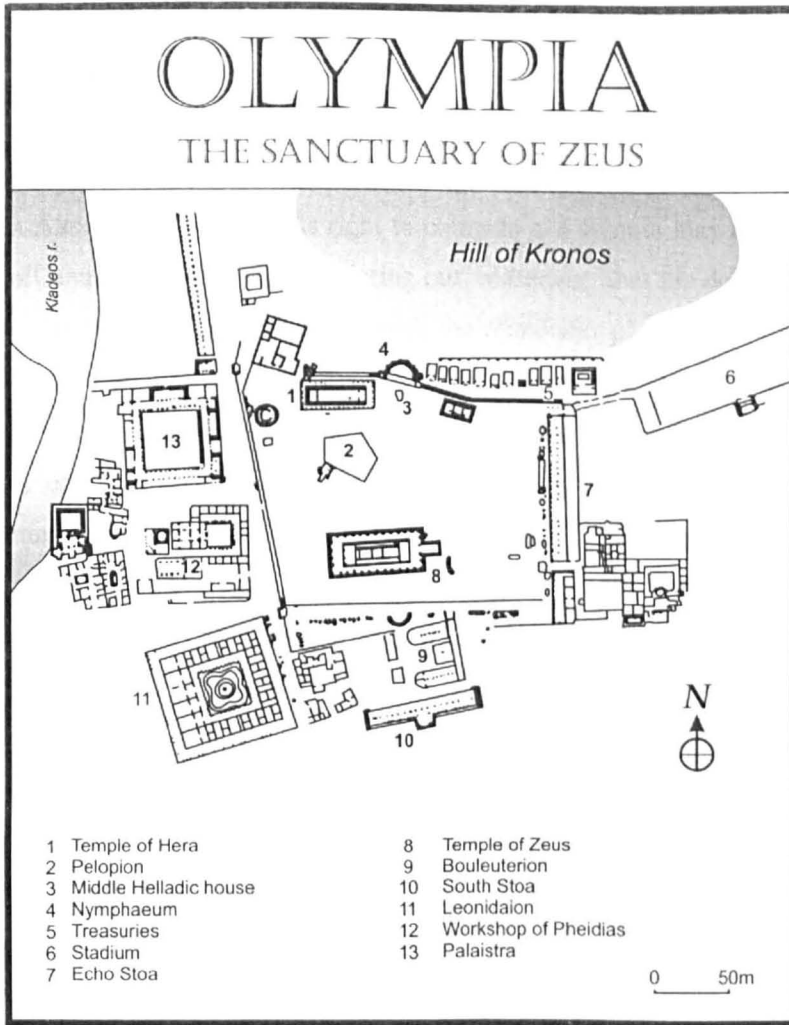 OLYMPIA
THE SANCTUARY OF ZEUS
Kladeos r.
Hill of Kronos
4
1
3
5
6
13
2
7
12
8
11
9
10
N
1 Temple of Hera
2 Pelopion
3 Middle Helladic house
4 Nymphaeum
5 Treasuries
6 Stadium
7 Echo Stoa
8 Temple of Zeus
9 Bouleuterion
10 South Stoa
11 Leonidaion
12 Workshop of Pheidias
13 Palaistra
0 50m